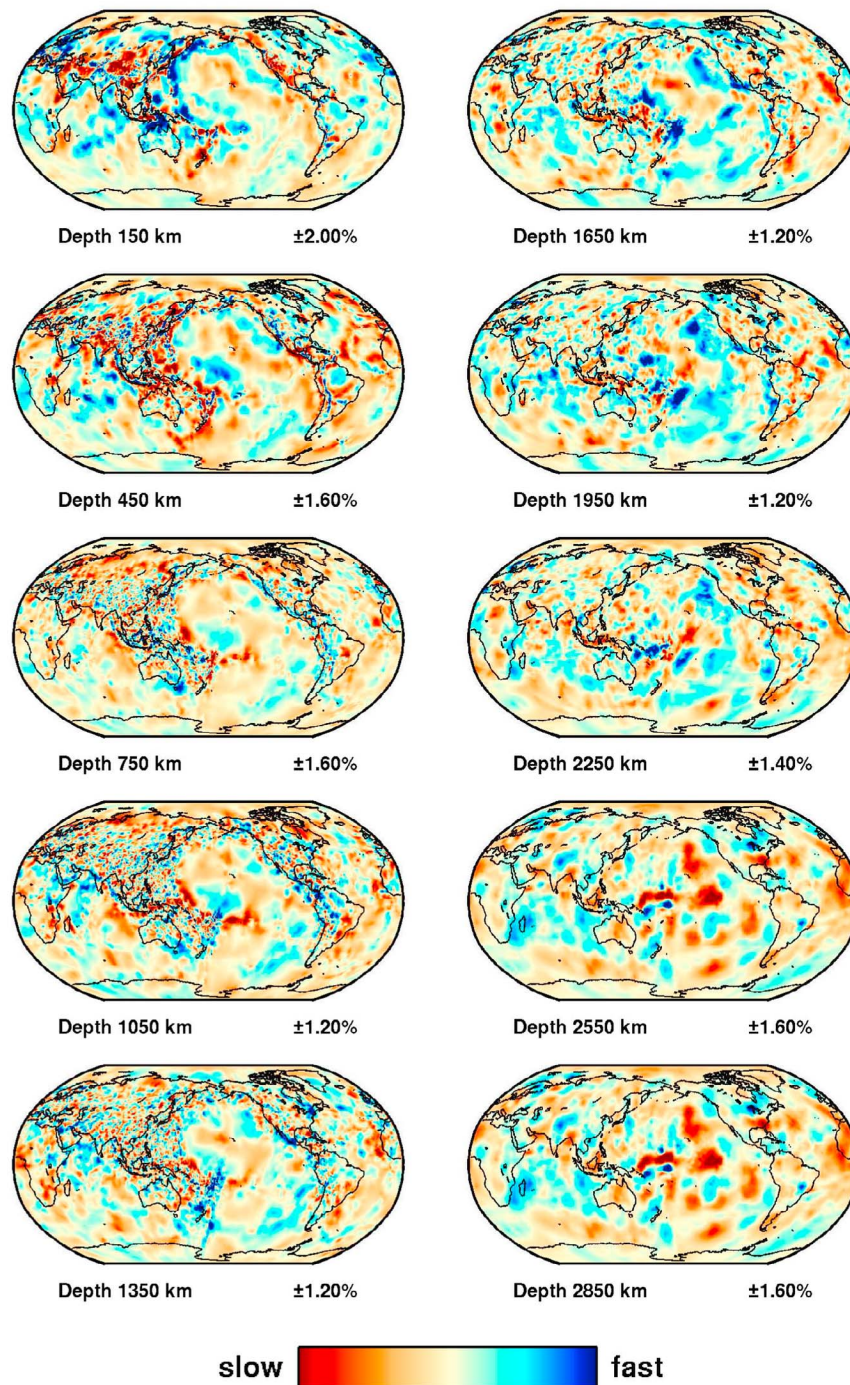 Depth 150 km ±2.00%
Depth 1650 km ±1.20%
Depth 450 km ±1.60%
Depth 1950 km ±1.20%
Depth 750 km ±1.60%
Depth 2250 km ±1.40%
Depth 1050 km ±1.20%
Depth 2550 km ±1.60%
Depth 1350 km ±1.20%
Depth 2850 km ±1.60%
slow fast